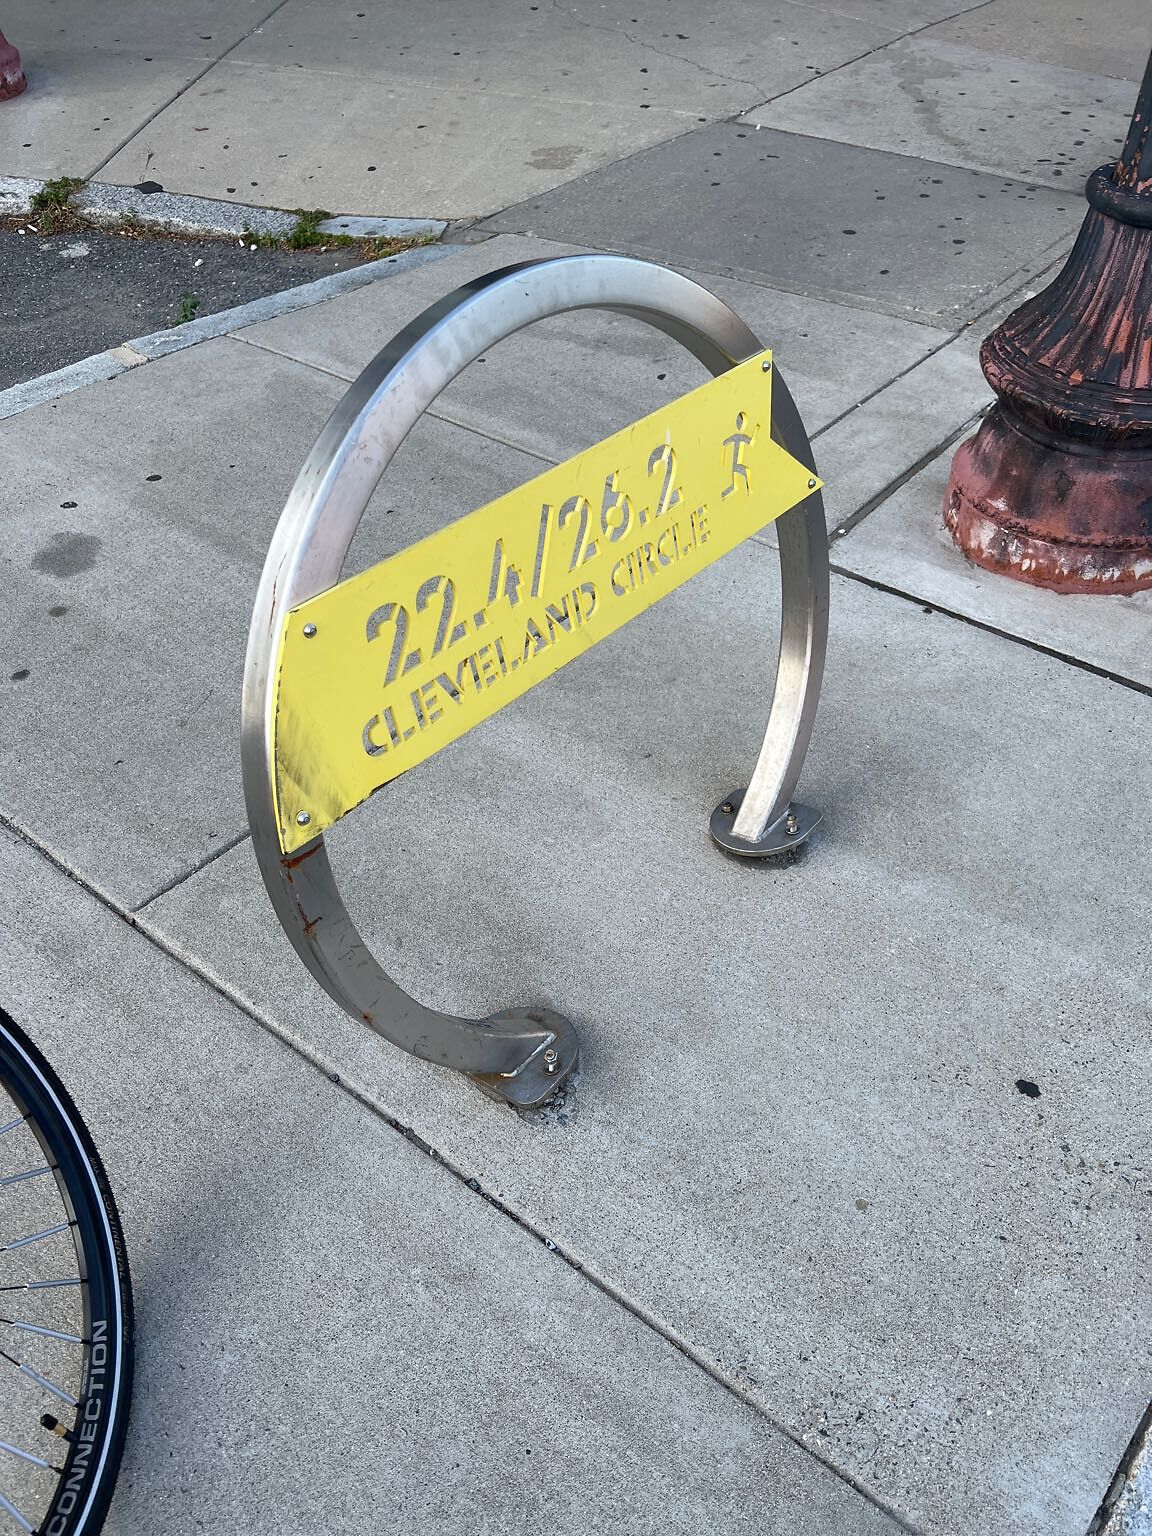 22.4/26.2
CLEVELAND CIRCLE
CONNECTION